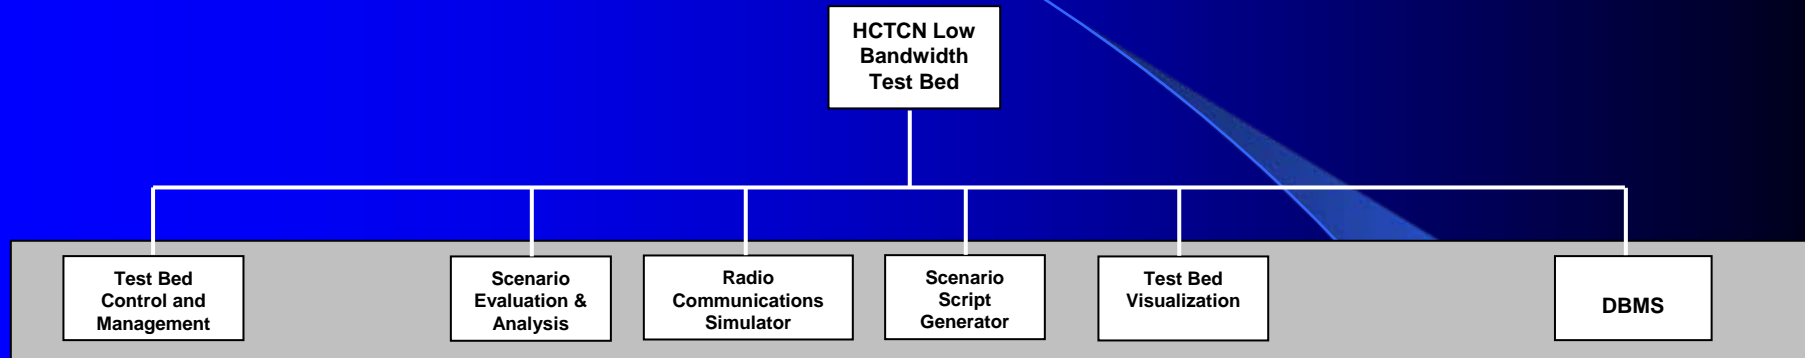 HCTCN Low
Bandwidth
Test Bed
Test Bed
Control and
Management
Scenario
Evaluation &
Analysis
Radio
Communications
Simulator
Scenario
Script
Generator
Test Bed
Visualization
DBMS